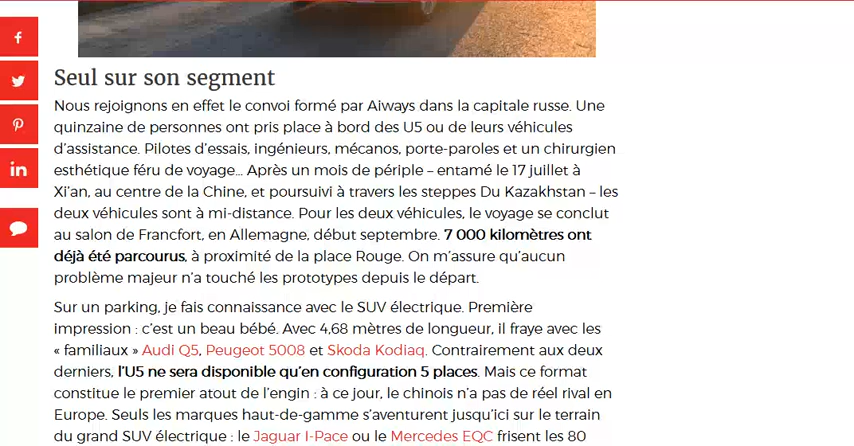 Seul sur son segment
Nous rejoignons en effet le convoi formé par Aiways dans la capitale russe. Une
quinzaine de personnes ont pris place à bord des U5 ou de leurs véhicules
d’assistance. Pilotes d’essais, ingénieurs, mécanos, porte-paroles et un chirurgien
esthétique féru de voyage… Après un mois de périple – entamé le 17 juillet à
Xi’an, au centre de la Chine, et poursuivi à travers les steppes Du Kazakhstan – les
deux véhicules sont à mi-distance. Pour les deux véhicules, le voyage se conclut
au salon de Francfort, en Allemagne, début septembre. 7 000 kilomètres ont
déjà été parcourus, à proximité de la place Rouge. On m’assure qu’aucun
problème majeur n’a touché les prototypes depuis le départ.
Sur un parking, je fais connaissance avec le SUV électrique. Première
impression : c’est un beau bébé. Avec 4,68 mètres de longueur, il fraye avec les
« familiaux » Audi Q5, Peugeot 5008 et Skoda Kodiaq. Contrairement aux deux
derniers, l’U5 ne sera disponible qu’en configuration 5 places. Mais ce format
constitue le premier atout de l’engin : à ce jour, le chinois n’a pas de réel rival en
Europe. Seuls les marques haut-de-gamme s’aventurent jusqu’ici sur le terrain
du grand SUV électrique : le Jaguar I-Pace ou le Mercedes EQC frisent les 80